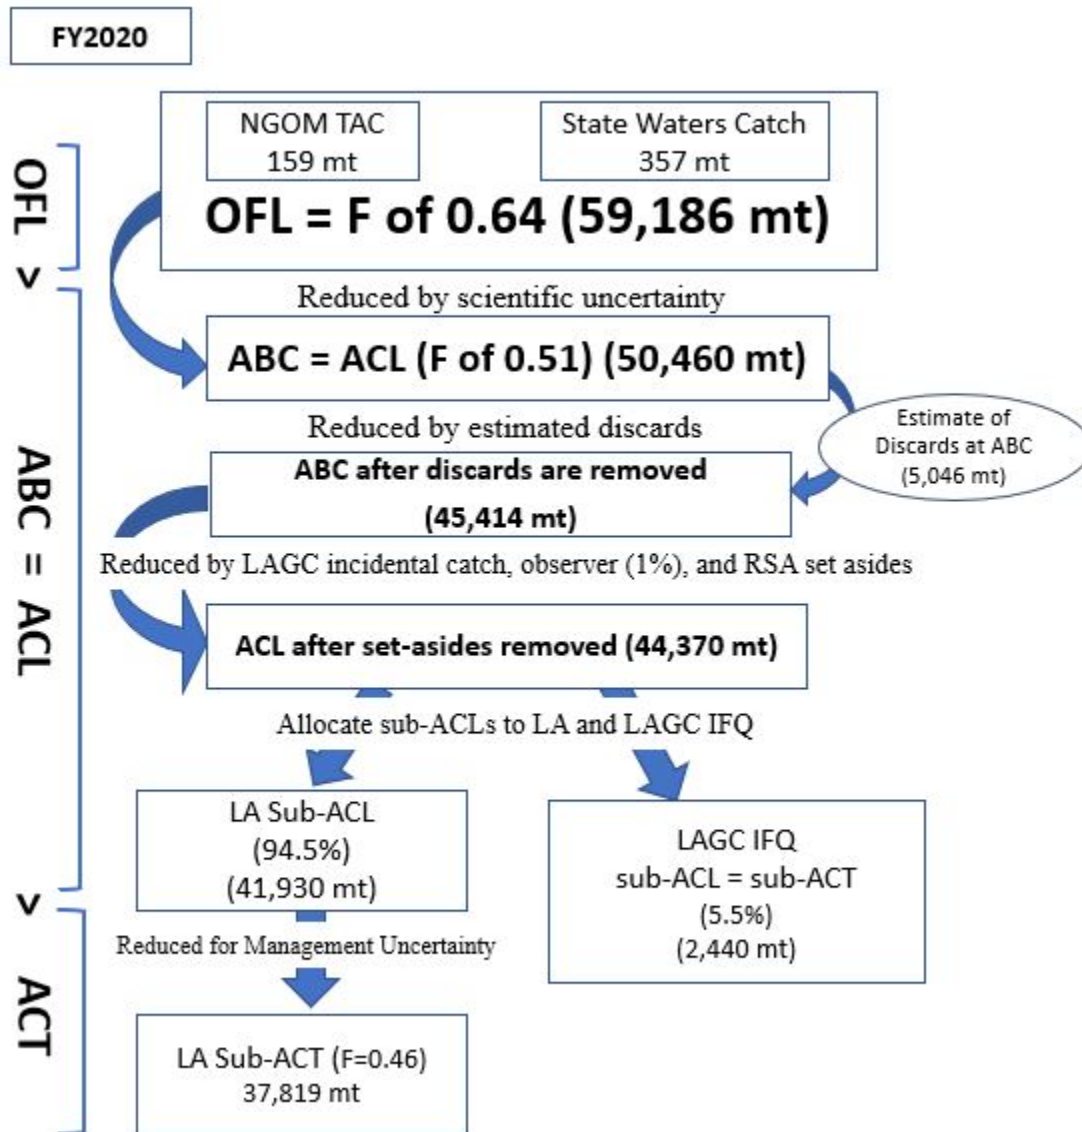 FY2020
NGOM TAC
159 mt
State Waters Catch
357 mt
OFL = F of 0.64 (59,186 mt)
OFL
>
Reduced by scientific uncertainty
ABC = ACL (F of 0.51) (50,460 mt)
Reduced by estimated discards
Estimate of
Discards at ABC
(5,046 mt)
ABC after discards are removed
(45,414 mt)
ABC = ACL
Reduced by LAGC incidental catch, observer (1%), and RSA set asides
ACL after set-asides removed (44,370 mt)
Allocate sub-ACLs to LA and LAGC IFQ
LA Sub-ACL
(94.5%)
(41,930 mt)
LAGC IFQ
sub-ACL = sub-ACT
(5.5%)
(2,440 mt)
>
Reduced for Management Uncertainty
ACT
LA Sub-ACT (F=0.46)
37,819 mt